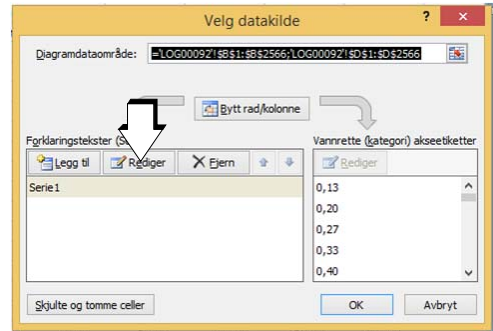 Velg datakilde
?
Diagramdataområde: ='LOG00092'!$B$1:$B$2566;'LOG00092'!$D$1:$D$2566
Bytt rad/kolonne
Forklaringstekster (S
Vannrette (kategori) akseetiketter
Legg til Rediger Fjern
Rediger
Serie1
0,13
0,20
0,27
0,33
0,40
Skjulte og tomme celler
OK Avbryt